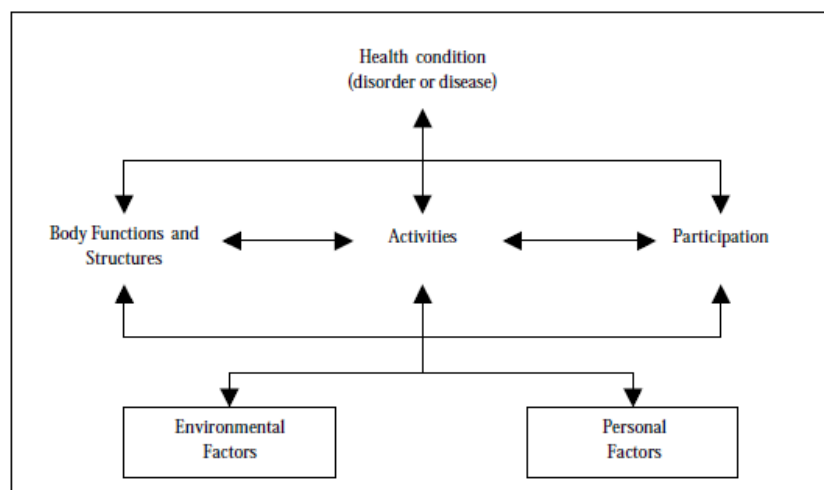 Health condition
(disorder or disease)
Body Functions and
Structures
Activities
Participation
Environmental
Factors
Personal
Factors